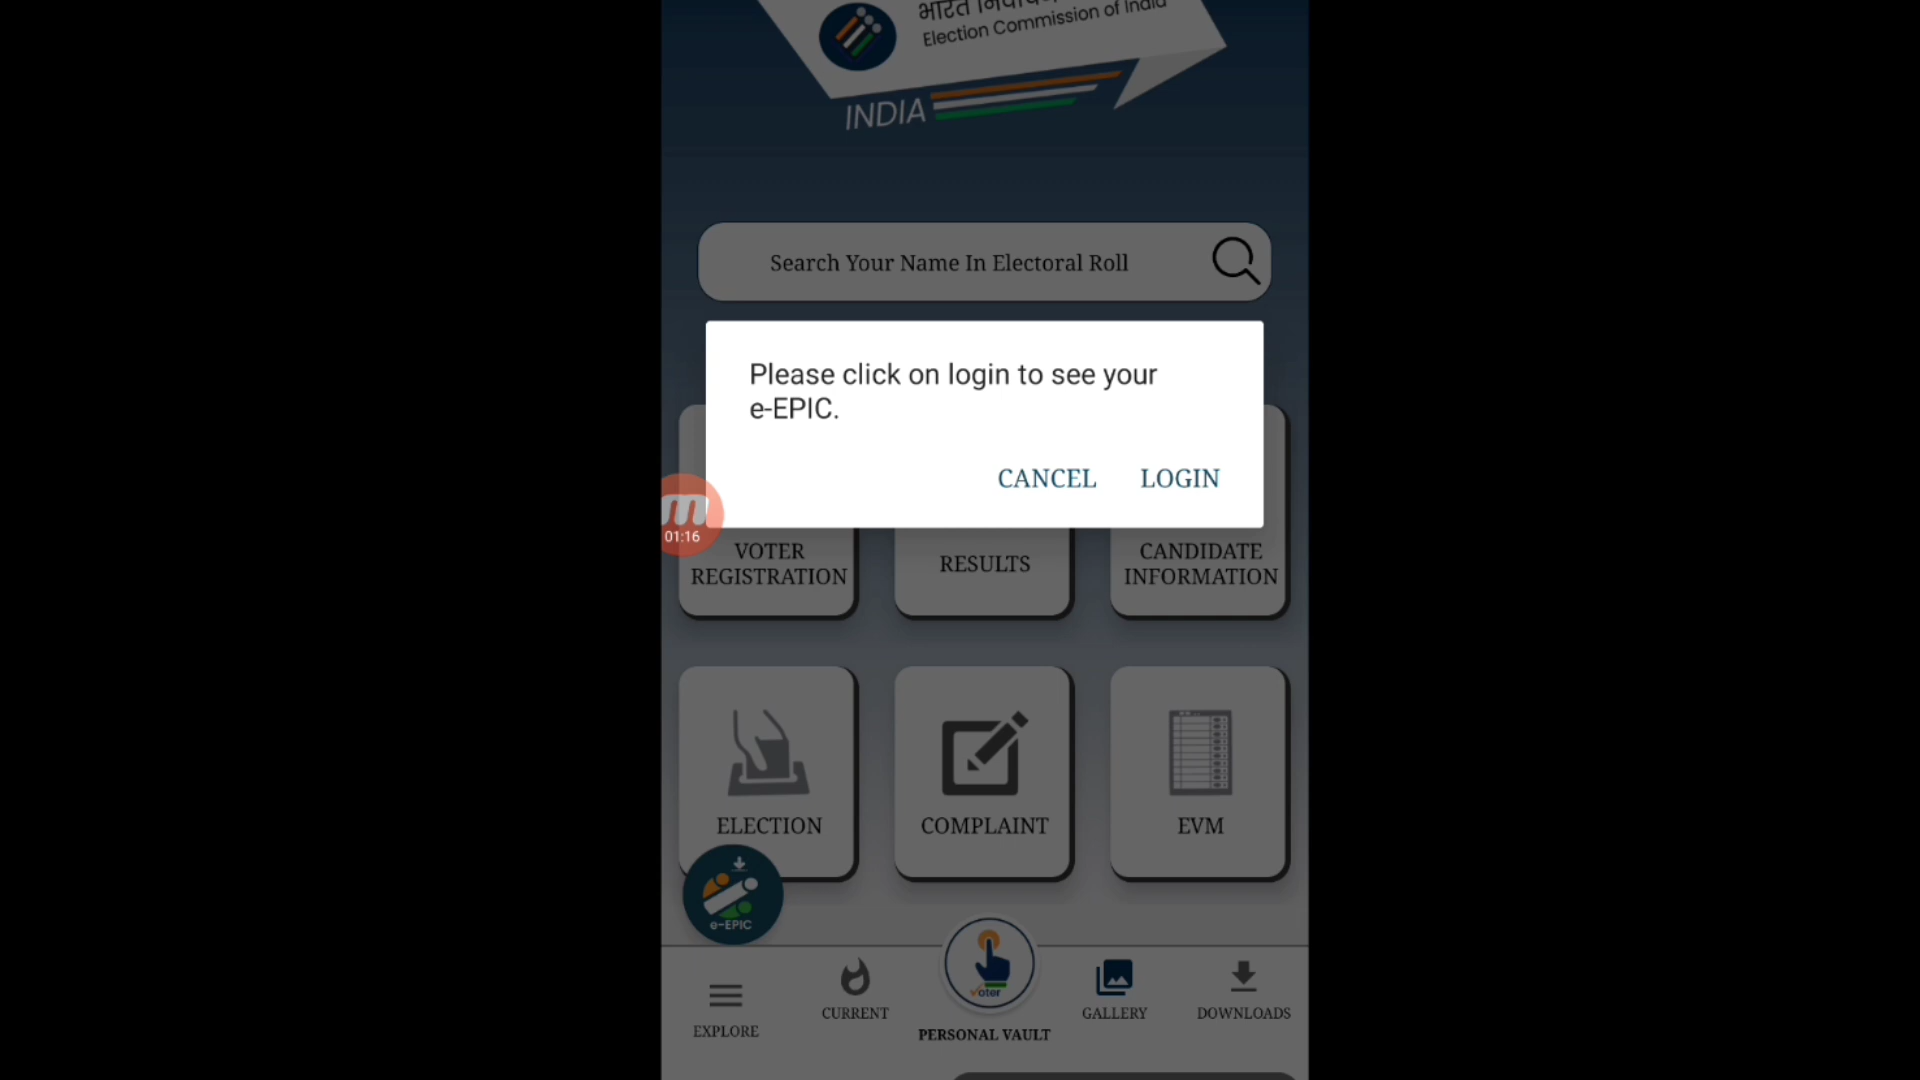 भारत
Election Commission of India
INDIA
Search Your Name In Electoral Roll
Please click on login to see your
e-EPIC.
CANCEL LOGIN
01:16
VOTER
REGISTRATION
RESULTS
CANDIDATE
INFORMATION
ELECTION
COMPLAINT
EVM
e-EPIC
EXPLORE
CURRENT
Voter
PERSONAL VAULT
GALLERY
DOWNLOADS